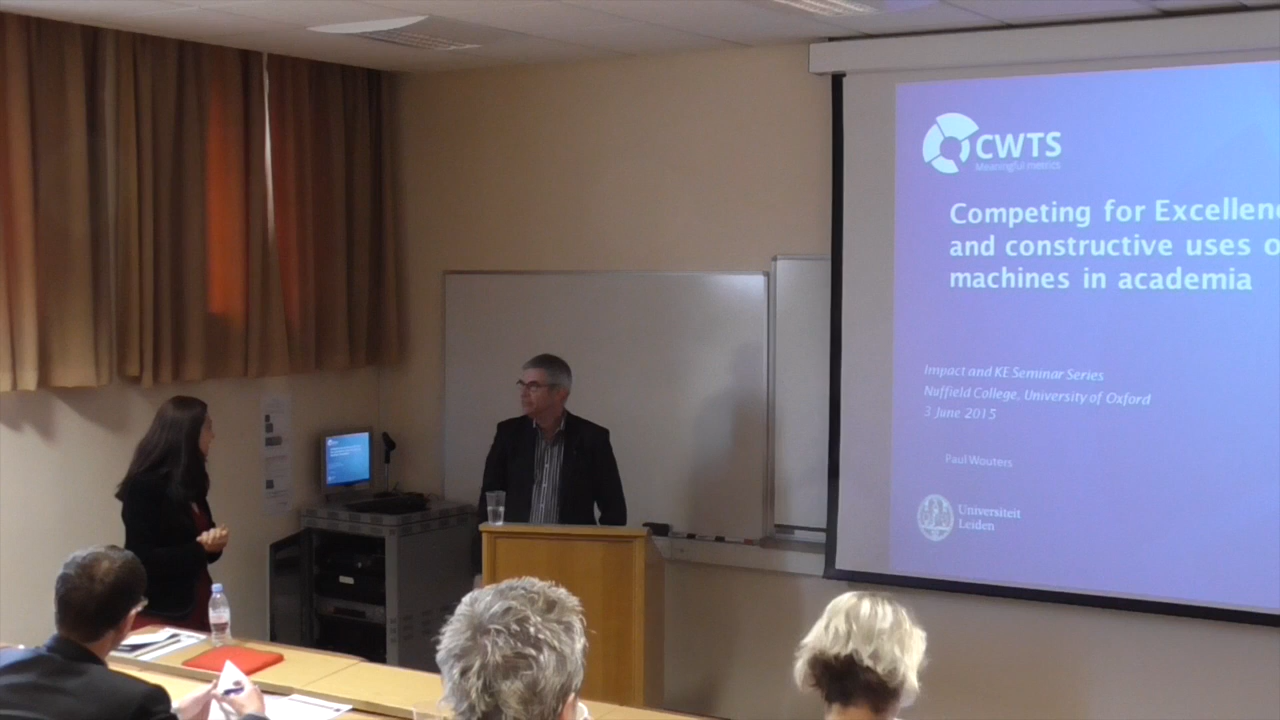 CWTS
Meaningful metrics
Competing for Excellen
and constructive uses o
machines in academia
Impact and KE Seminar Series
Nuffield College, University of Oxford
3 June 2015
Paul Wouters
Universiteit
Leiden